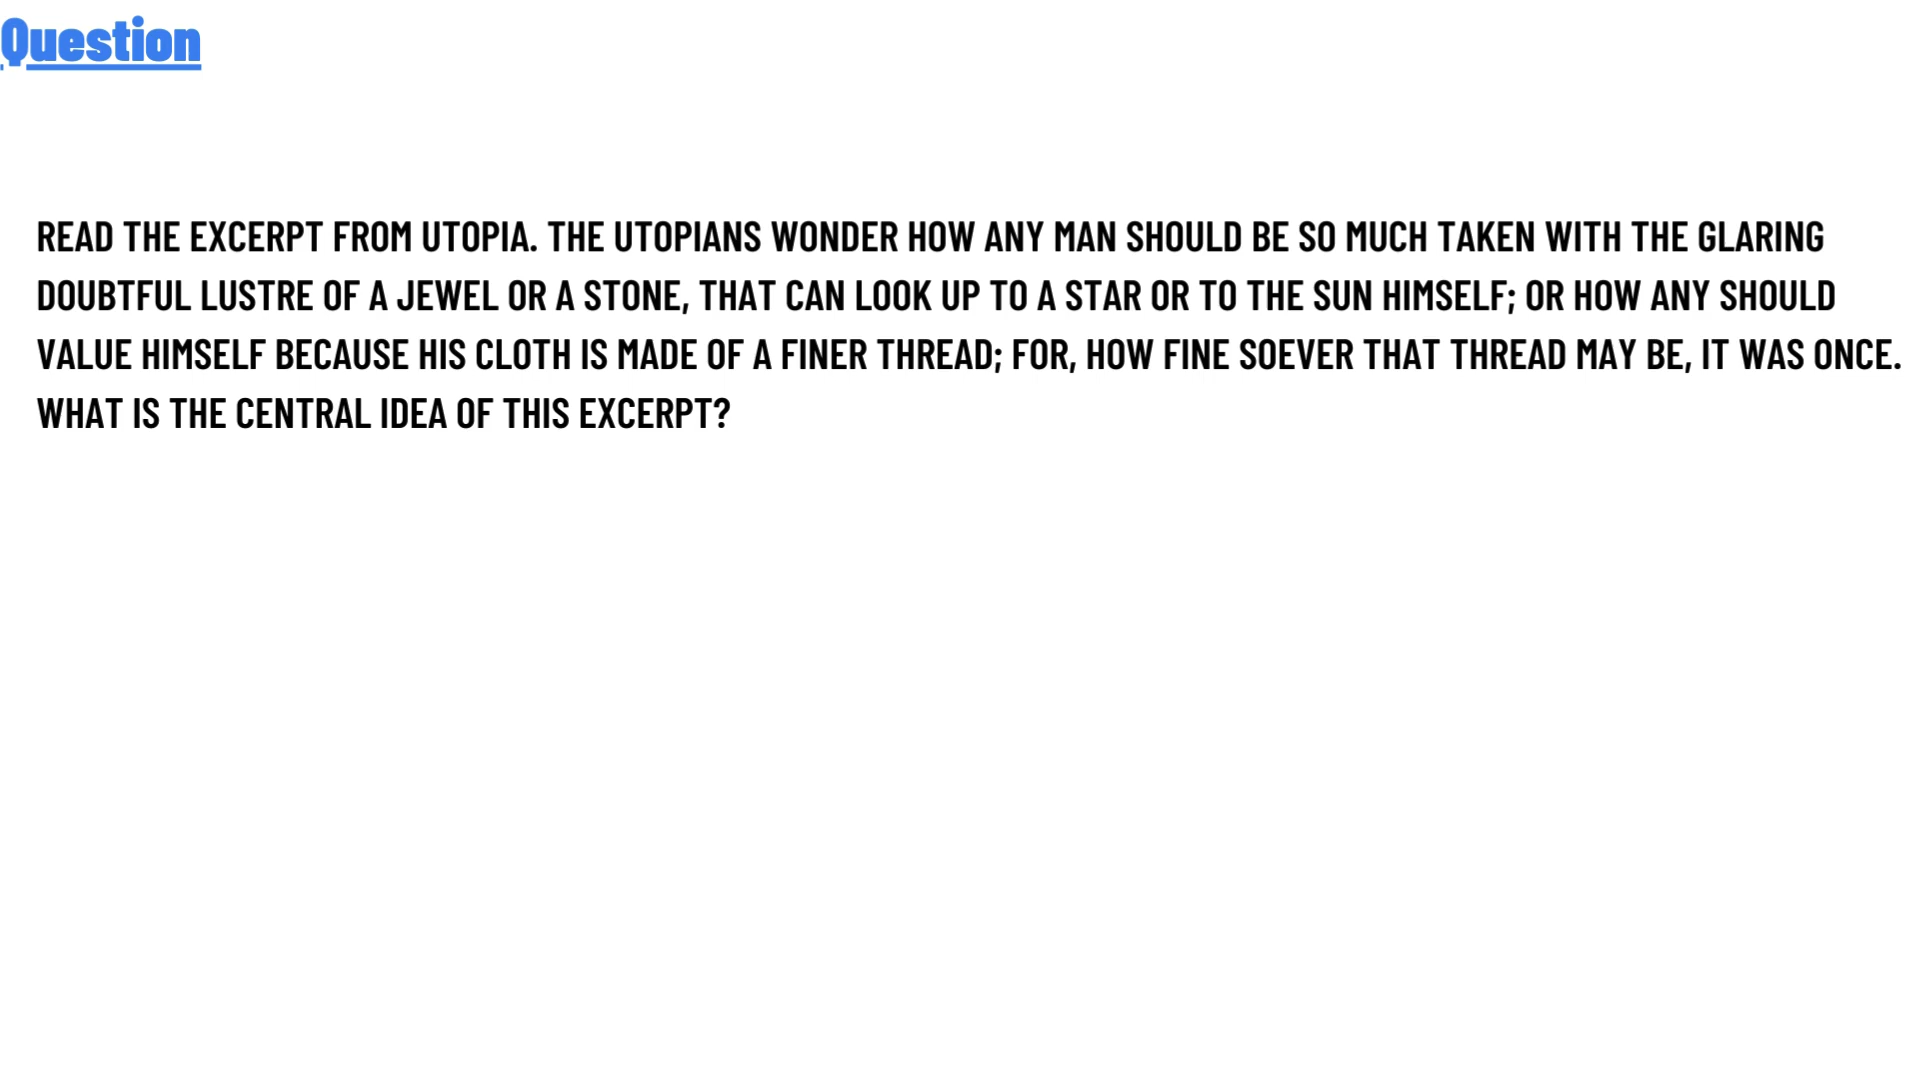 Question
READ THE EXCERPT FROM UTOPIA. THE UTOPIANS WONDER HOW ANY MAN SHOULD BE SO MUCH TAKEN WITH THE GLARING
DOUBTFUL LUSTRE OF A JEWEL OR A STONE, THAT CAN LOOK UP TO A STAR OR TO THE SUN HIMSELF; OR HOW ANY SHOULD
VALUE HIMSELF BECAUSE HIS CLOTH IS MADE OF A FINER THREAD; FOR, HOW FINE SOEVER THAT THREAD MAY BE, IT WAS ONCE.
WHAT IS THE CENTRAL IDEA OF THIS EXCERPT?